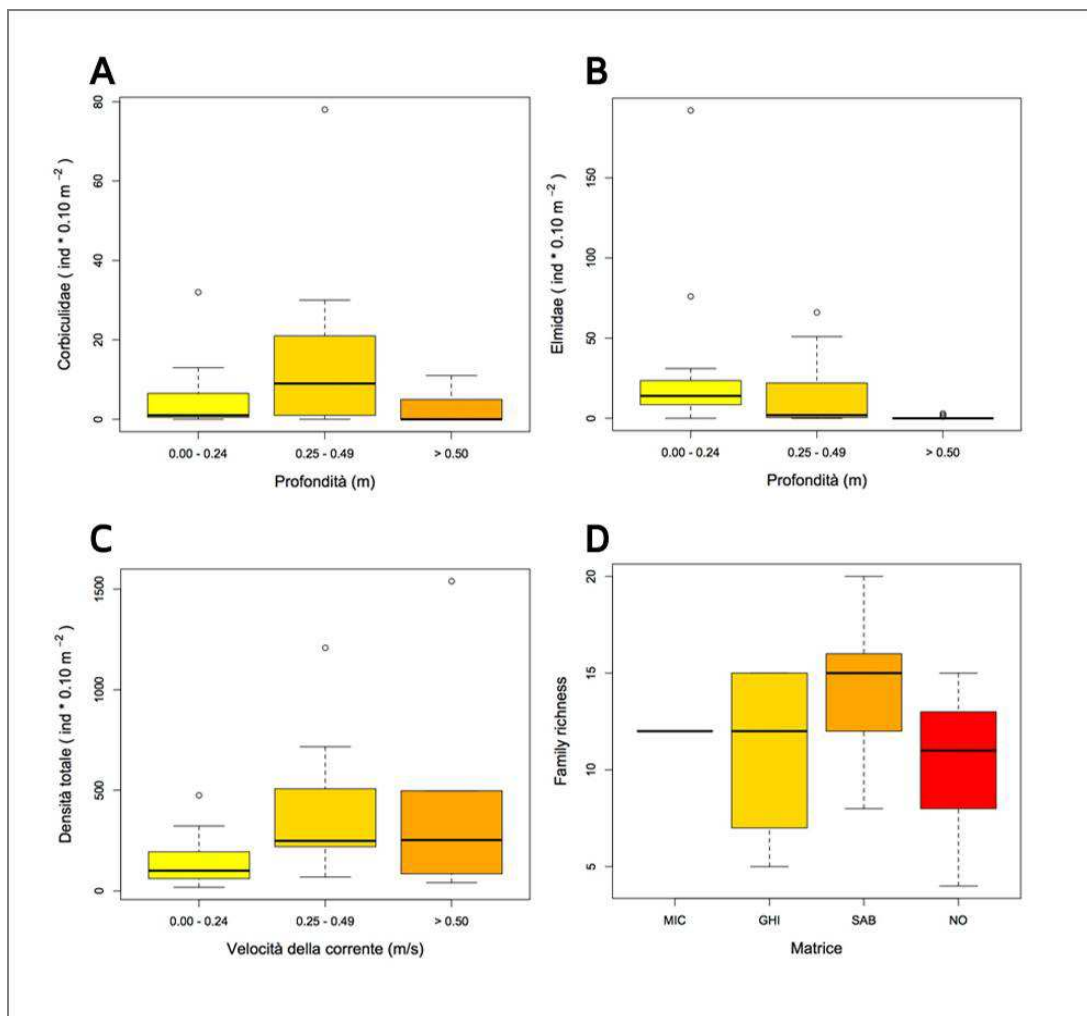 A
Corbiculidae ( ind * 0.10 m −2 )
80
60
40
20
0
0.00 - 0.24 0.25 - 0.49 > 0.50
Profondità (m)
B
Elmidae ( ind * 0.10 m −2 )
150
100
50
0
0.00 - 0.24 0.25 - 0.49 > 0.50
Profondità (m)
C
Densità totale ( ind * 0.10 m −2 )
1500
1000
500
0
0.00 - 0.24 0.25 - 0.49 > 0.50
Velocità della corrente (m/s)
D
Family richness
20
15
10
5
MIC GHI SAB NO
Matrice